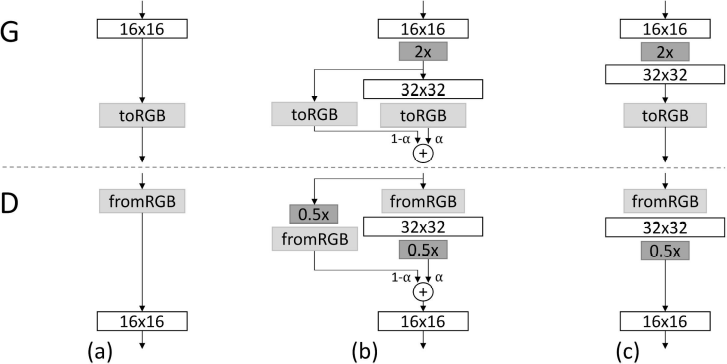 G
16x16
16x16
16x16
2x
2x
32x32
32x32
toRGB
toRGB
toRGB
toRGB
1-α
α
+
D
fromRGB
fromRGB
fromRGB
0.5x
32x32
32x32
fromRGB
0.5x
0.5x
1-α
α
+
16x16
16x16
16x16
(a)
(b)
(c)